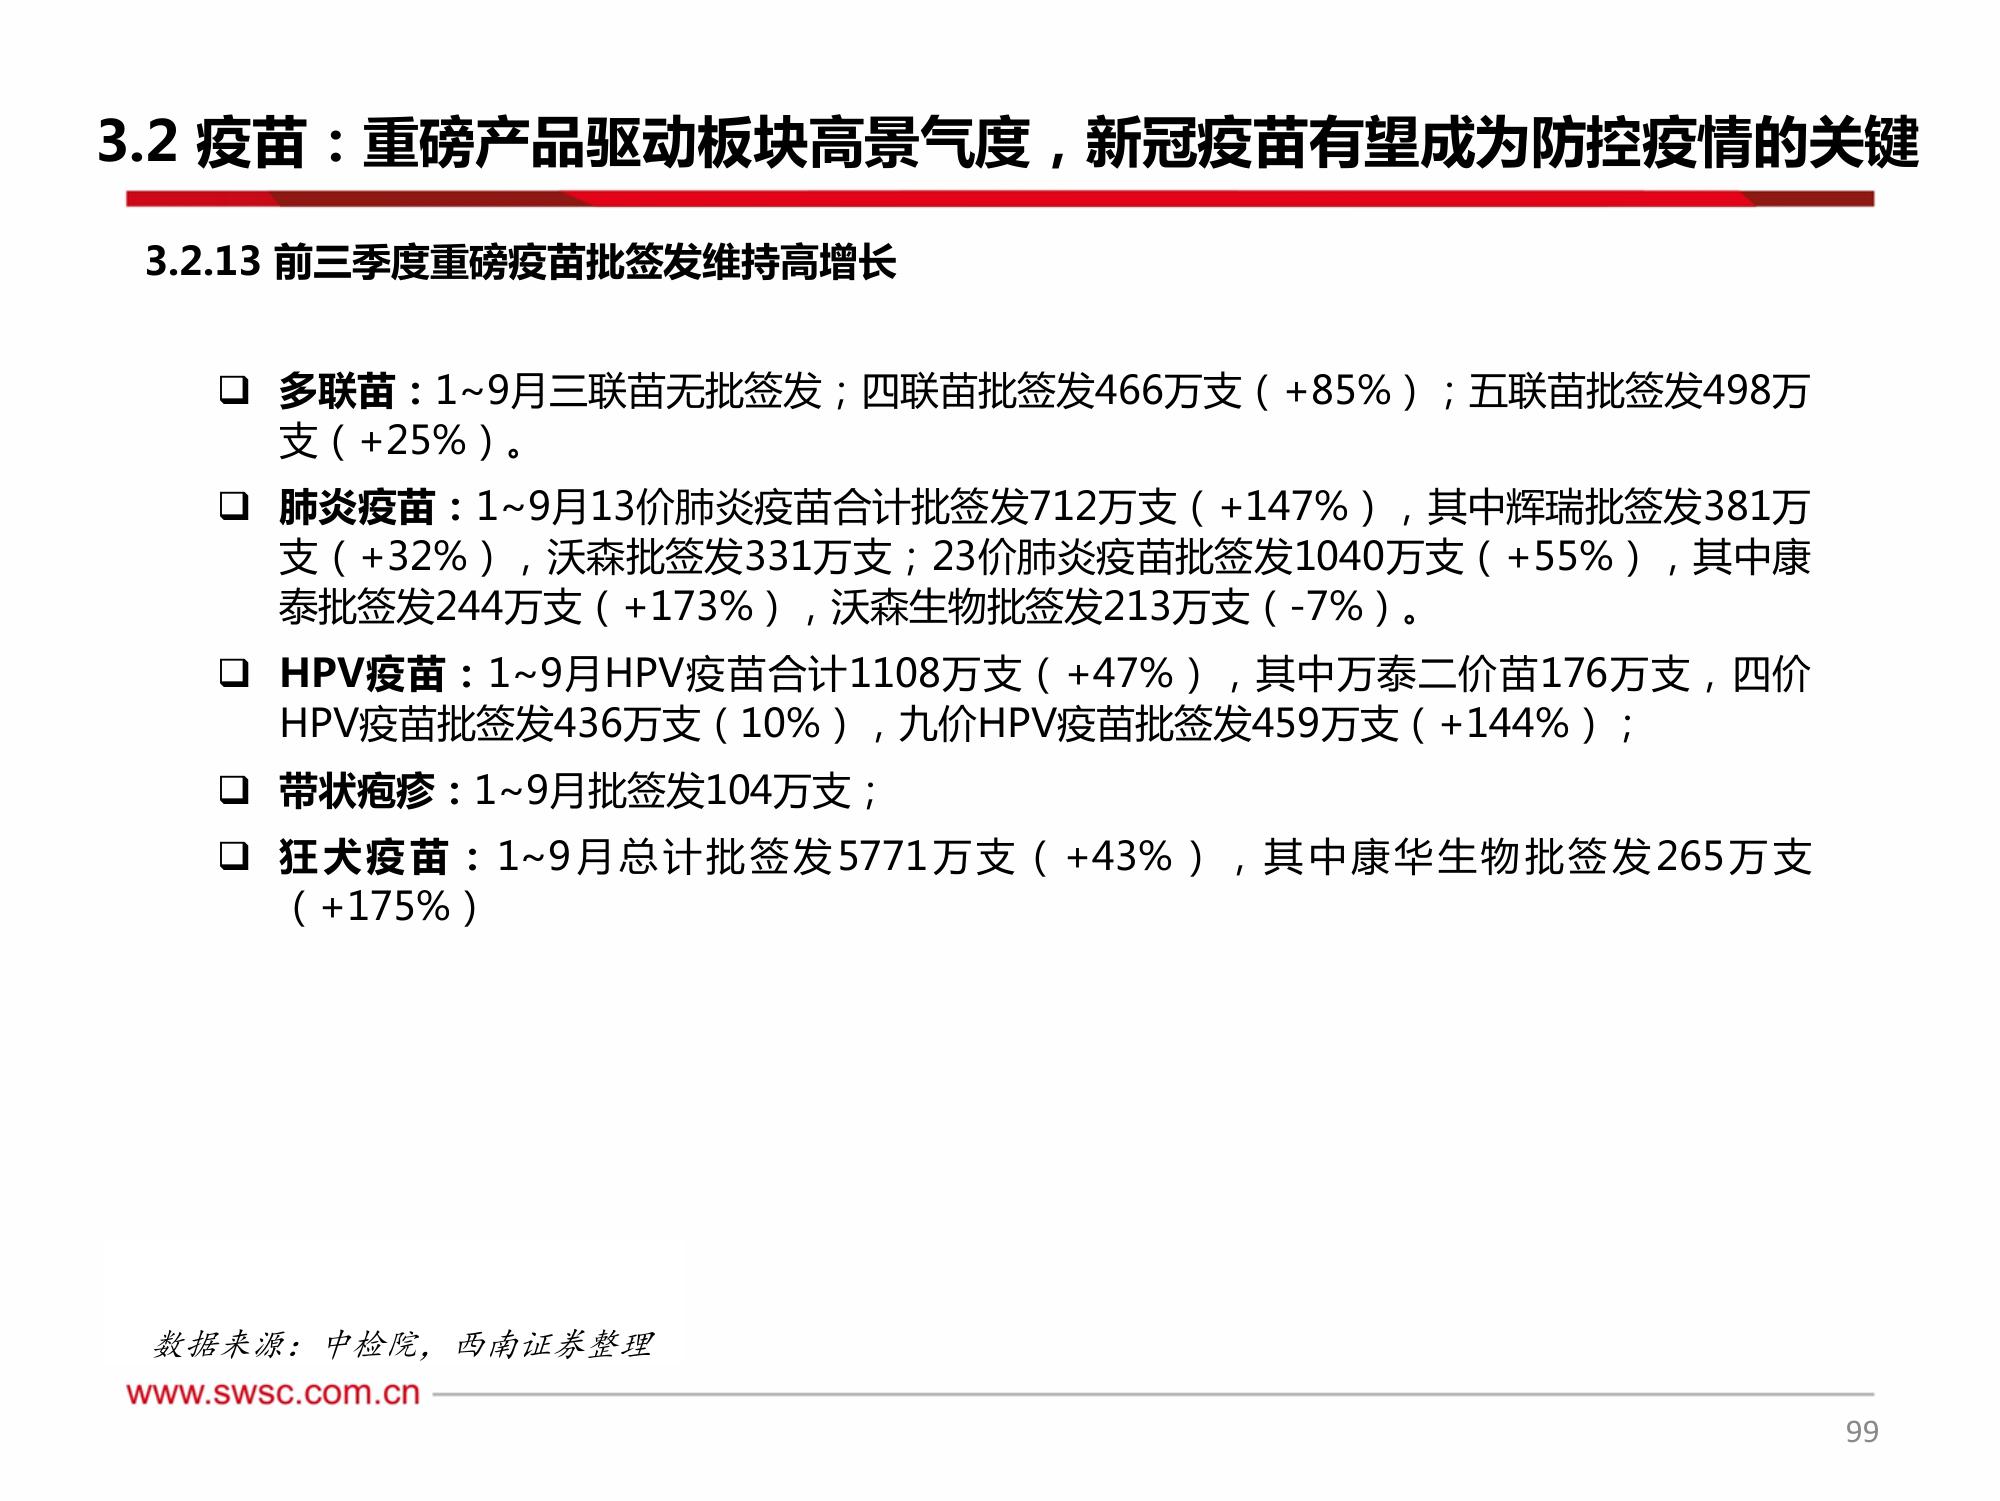 3.2 疫苗：重磅产品驱动板块高景气度，新冠疫苗有望成为防控疫情的关键
3.2.13 前三季度重磅疫苗批签发维持高增长
❑ 多联苗：1~9月三联苗无批签发；四联苗批签发466万支（+85%）；五联苗批签发498万
支（+25%）。
❑ 肺炎疫苗：1~9月13价肺炎疫苗合计批签发712万支（+147%），其中辉瑞批签发381万
支（+32%），沃森批签发331万支；23价肺炎疫苗批签发1040万支（+55%），其中康
泰批签发244万支（+173%），沃森生物批签发213万支（-7%）。
❑ HPV疫苗：1~9月HPV疫苗合计1108万支（+47%），其中万泰二价苗176万支，四价
HPV疫苗批签发436万支（10%），九价HPV疫苗批签发459万支（+144%）；
❑ 带状疱疹：1~9月批签发104万支；
❑ 狂犬疫苗：1~9月总计批签发5771万支（+43%），其中康华生物批签发265万支
（+175%）
数据来源：中检院，西南证券整理
www.swsc.com.cn
99